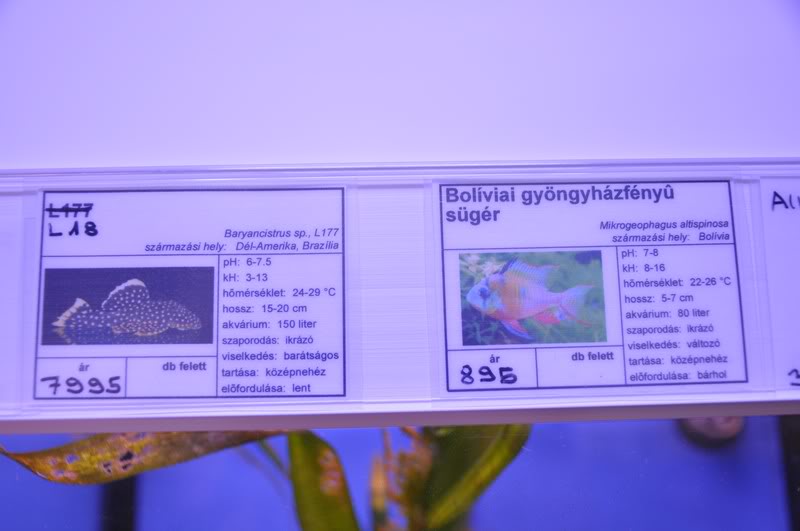 L177
L18
Baryancistrus sp., L177
származási hely: Dél-Amerika, Brazília
pH: 6-7.5
kH: 3-13
hőmérséklet: 24-29 °C
hossz: 15-20 cm
akvárium: 150 liter
szaporodás: ikrázó
viselkedés: barátságos
tartása: középnehéz
előfordulása: lent
ár
db felett
7995
Bolíviai gyöngyházfényû
sügér
Mikrogeophagus altispinosa
származási hely: Bolívia
pH: 7-8
kH: 8-16
hőmérséklet: 22-26 °C
hossz: 5-7 cm
akvárium: 80 liter
szaporodás: ikrázó
viselkedés: változó
tartása: középnehéz
előfordulása: bárhol
ár
db felett
895